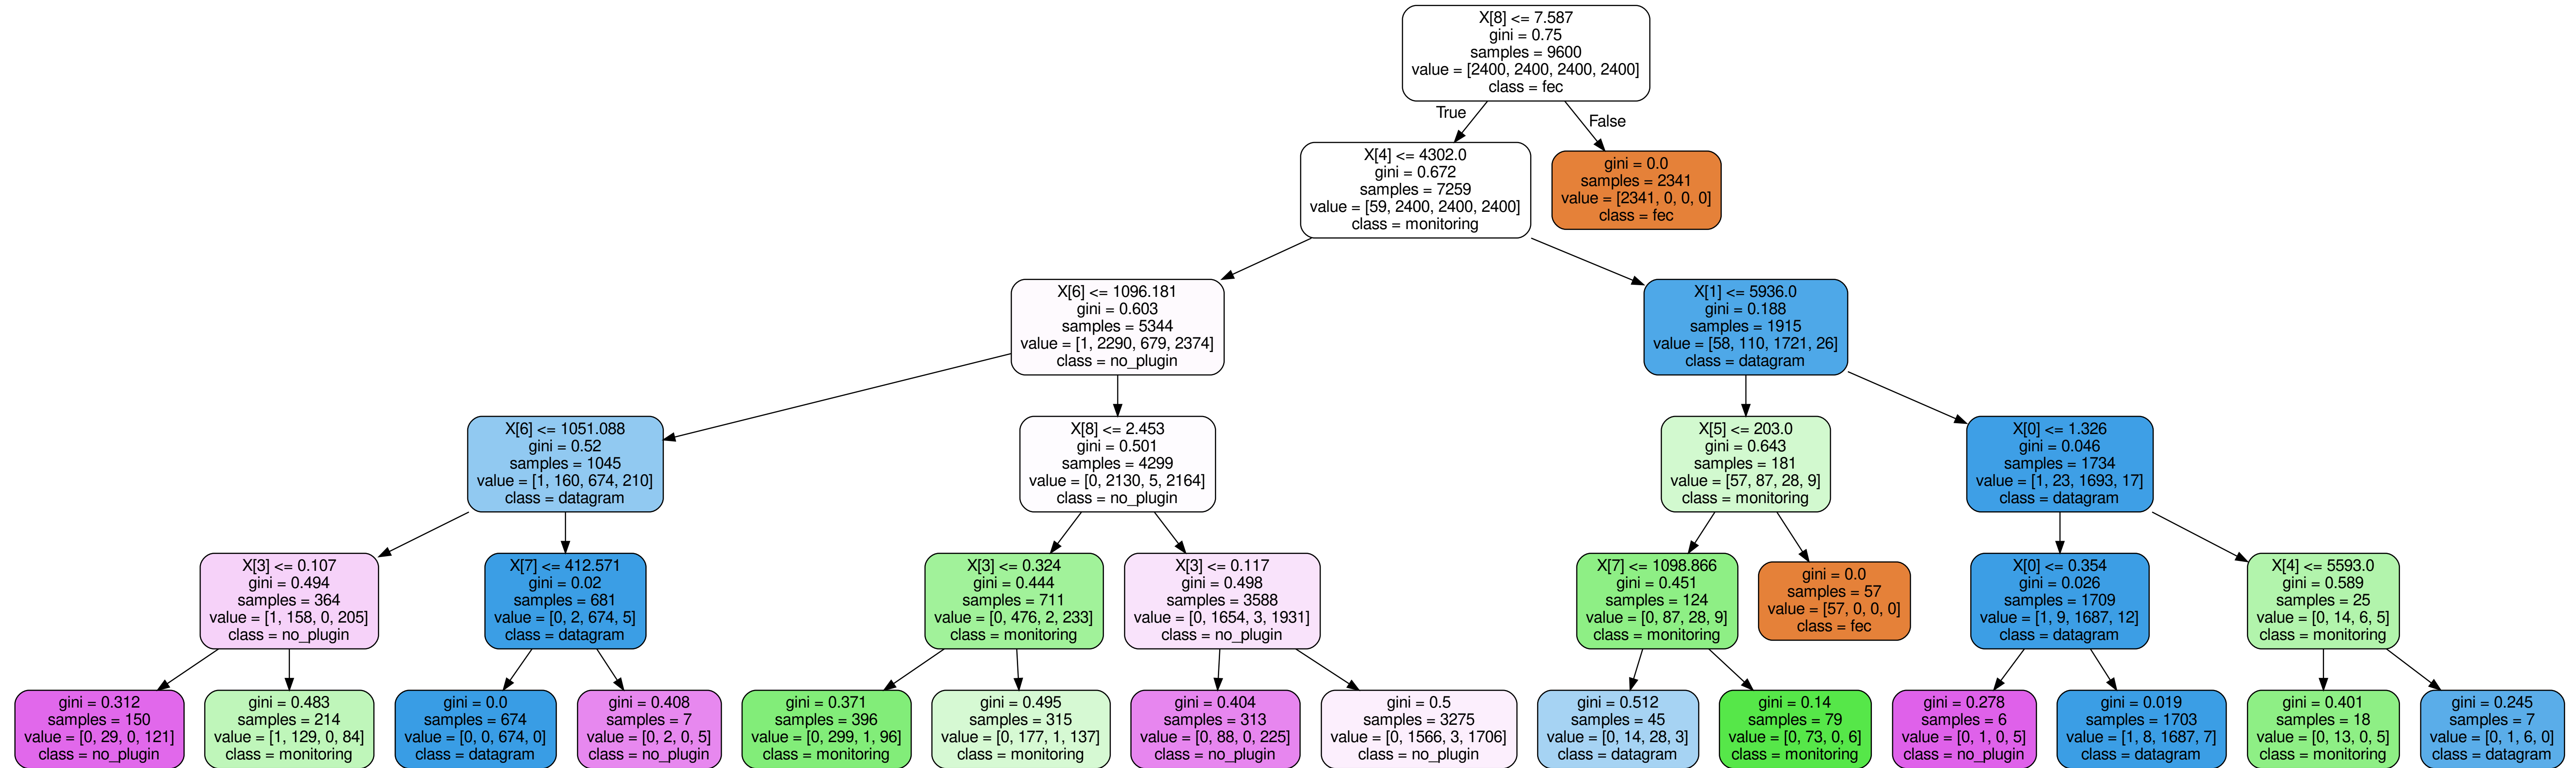 X[8] <= 7.587
gini = 0.75
samples = 9600
value = [2400, 2400, 2400, 2400]
class = fec
True
False
X[4] <= 4302.0
gini = 0.672
samples = 7259
value = [59, 2400, 2400, 2400]
class = monitoring
gini = 0.0
samples = 2341
value = [2341, 0, 0, 0]
class = fec
X[6] <= 1096.181
gini = 0.603
samples = 5344
value = [1, 2290, 679, 2374]
class = no_plugin
X[1] <= 5936.0
gini = 0.188
samples = 1915
value = [58, 110, 1721, 26]
class = datagram
X[6] <= 1051.088
gini = 0.52
samples = 1045
value = [1, 160, 674, 210]
class = datagram
X[8] <= 2.453
gini = 0.501
samples = 4299
value = [0, 2130, 5, 2164]
class = no_plugin
X[5] <= 203.0
gini = 0.643
samples = 181
value = [57, 87, 28, 9]
class = monitoring
X[0] <= 1.326
gini = 0.046
samples = 1734
value = [1, 23, 1693, 17]
class = datagram
X[3] <= 0.107
gini = 0.494
samples = 364
value = [1, 158, 0, 205]
class = no_plugin
X[7] <= 412.571
gini = 0.02
samples = 681
value = [0, 2, 674, 5]
class = datagram
X[3] <= 0.324
gini = 0.444
samples = 711
value = [0, 476, 2, 233]
class = monitoring
X[3] <= 0.117
gini = 0.498
samples = 3588
value = [0, 1654, 3, 1931]
class = no_plugin
X[7] <= 1098.866
gini = 0.451
samples = 124
value = [0, 87, 28, 9]
class = monitoring
gini = 0.0
samples = 57
value = [57, 0, 0, 0]
class = fec
X[0] <= 0.354
gini = 0.026
samples = 1709
value = [1, 9, 1687, 12]
class = datagram
X[4] <= 5593.0
gini = 0.589
samples = 25
value = [0, 14, 6, 5]
class = monitoring
gini = 0.312
samples = 150
value = [0, 29, 0, 121]
class = no_plugin
gini = 0.483
samples = 214
value = [1, 129, 0, 84]
class = monitoring
gini = 0.0
samples = 674
value = [0, 0, 674, 0]
class = datagram
gini = 0.408
samples = 7
value = [0, 2, 0, 5]
class = no_plugin
gini = 0.371
samples = 396
value = [0, 299, 1, 96]
class = monitoring
gini = 0.495
samples = 315
value = [0, 177, 1, 137]
class = monitoring
gini = 0.404
samples = 313
value = [0, 88, 0, 225]
class = no_plugin
gini = 0.5
samples = 3275
value = [0, 1566, 3, 1706]
class = no_plugin
gini = 0.512
samples = 45
value = [0, 14, 28, 3]
class = datagram
gini = 0.14
samples = 79
value = [0, 73, 0, 6]
class = monitoring
gini = 0.278
samples = 6
value = [0, 1, 0, 5]
class = no_plugin
gini = 0.019
samples = 1703
value = [1, 8, 1687, 7]
class = datagram
gini = 0.401
samples = 18
value = [0, 13, 0, 5]
class = monitoring
gini = 0.245
samples = 7
value = [0, 1, 6, 0]
class = datagram